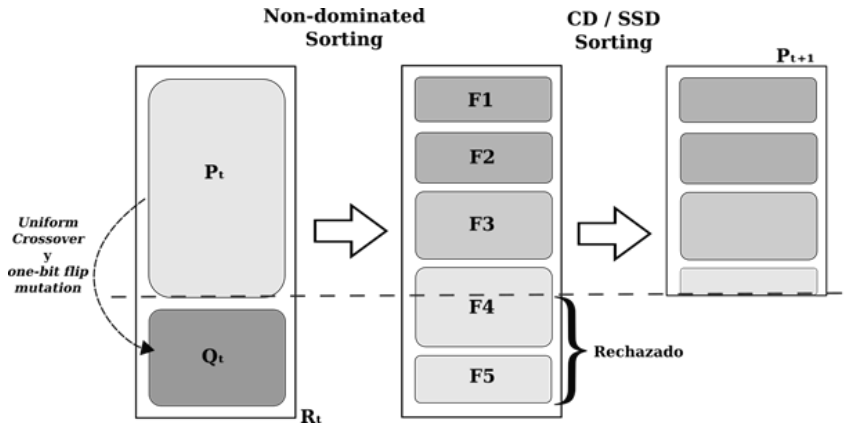 Non-dominated
Sorting
CD / SSD
Sorting
Pₜ₊₁
Pₜ
Uniform
Crossover
y
one-bit flip
mutation
Qₜ
Rₜ
F1
F2
F3
F4
F5
Rechazado